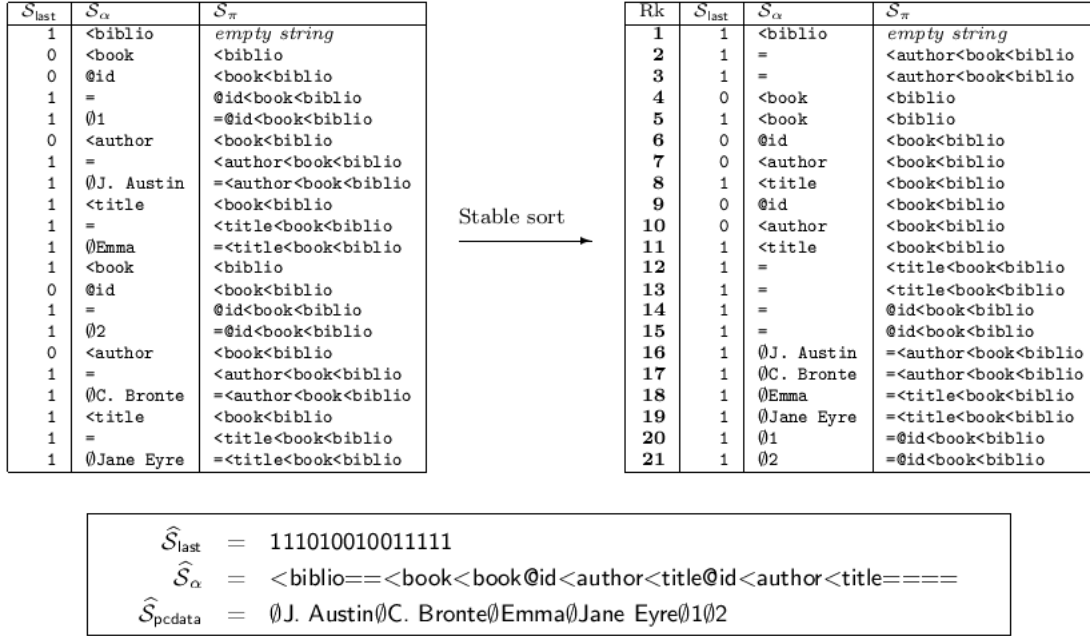 S_last S_α S_π
1 <biblio empty string
0 <book <biblio
0 @id <book<biblio
1 = @id<book<biblio
1 ∅1 =@id<book<biblio
0 <author <book<biblio
1 = <author<book<biblio
1 ∅J. Austin =<author<book<biblio
1 <title <book<biblio
1 = <title<book<biblio
1 ∅Emma =<title<book<biblio
1 <book <biblio
0 @id <book<biblio
1 = @id<book<biblio
1 ∅2 =@id<book<biblio
0 <author <book<biblio
1 = <author<book<biblio
1 ∅C. Bronte =<author<book<biblio
1 <title <book<biblio
1 = <title<book<biblio
1 ∅Jane Eyre =<title<book<biblio
Stable sort
Rk S_last S_α S_π
1 1 <biblio empty string
2 1 = <author<book<biblio
3 1 = <author<book<biblio
4 0 <book <biblio
5 1 <book <biblio
6 0 @id <book<biblio
7 0 <author <book<biblio
8 1 <title <book<biblio
9 0 @id <book<biblio
10 0 <author <book<biblio
11 1 <title <book<biblio
12 1 = <title<book<biblio
13 1 = <title<book<biblio
14 1 = @id<book<biblio
15 1 = @id<book<biblio
16 1 ∅J. Austin =<author<book<biblio
17 1 ∅C. Bronte =<author<book<biblio
18 1 ∅Emma =<title<book<biblio
19 1 ∅Jane Eyre =<title<book<biblio
20 1 ∅1 =@id<book<biblio
21 1 ∅2 =@id<book<biblio
Ŝ_last = 111010010011111
Ŝ_α = <biblio==<book<book@id<author<title@id<author<title====
Ŝ_pcdata = ∅J. Austin∅C. Bronte∅Emma∅Jane Eyre∅1∅2